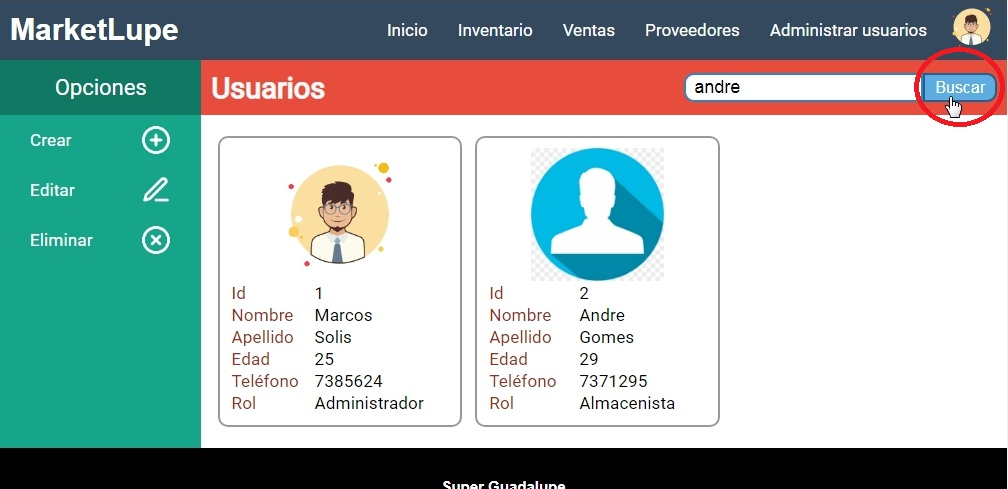 MarketLupe
Inicio Inventario Ventas Proveedores Administrar usuarios
Opciones
Crear
Editar
Eliminar
Usuarios
andre
Buscar
Id 1
Nombre Marcos
Apellido Solis
Edad 25
Teléfono 7385624
Rol Administrador
Id 2
Nombre Andre
Apellido Gomes
Edad 29
Teléfono 7371295
Rol Almacenista
Super Guadalupe